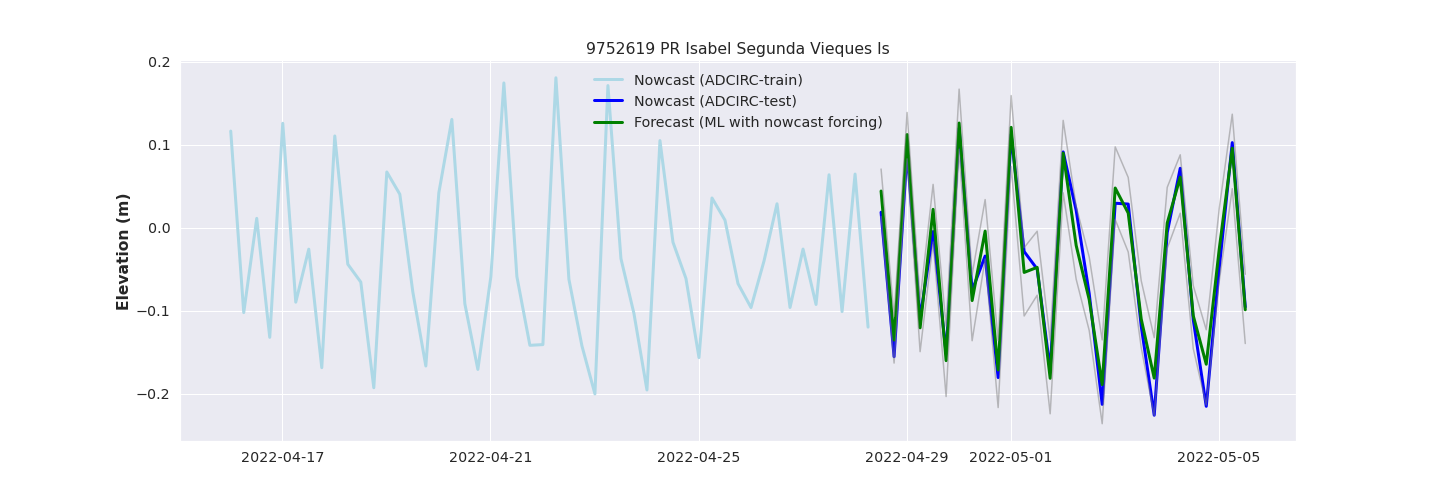 9752619 PR Isabel Segunda Vieques Is
Nowcast (ADCIRC-train)
Nowcast (ADCIRC-test)
Forecast (ML with nowcast forcing)
Elevation (m)
0.2
0.1
0.0
−0.1
−0.2
2022-04-17
2022-04-21
2022-04-25
2022-04-29
2022-05-01
2022-05-05